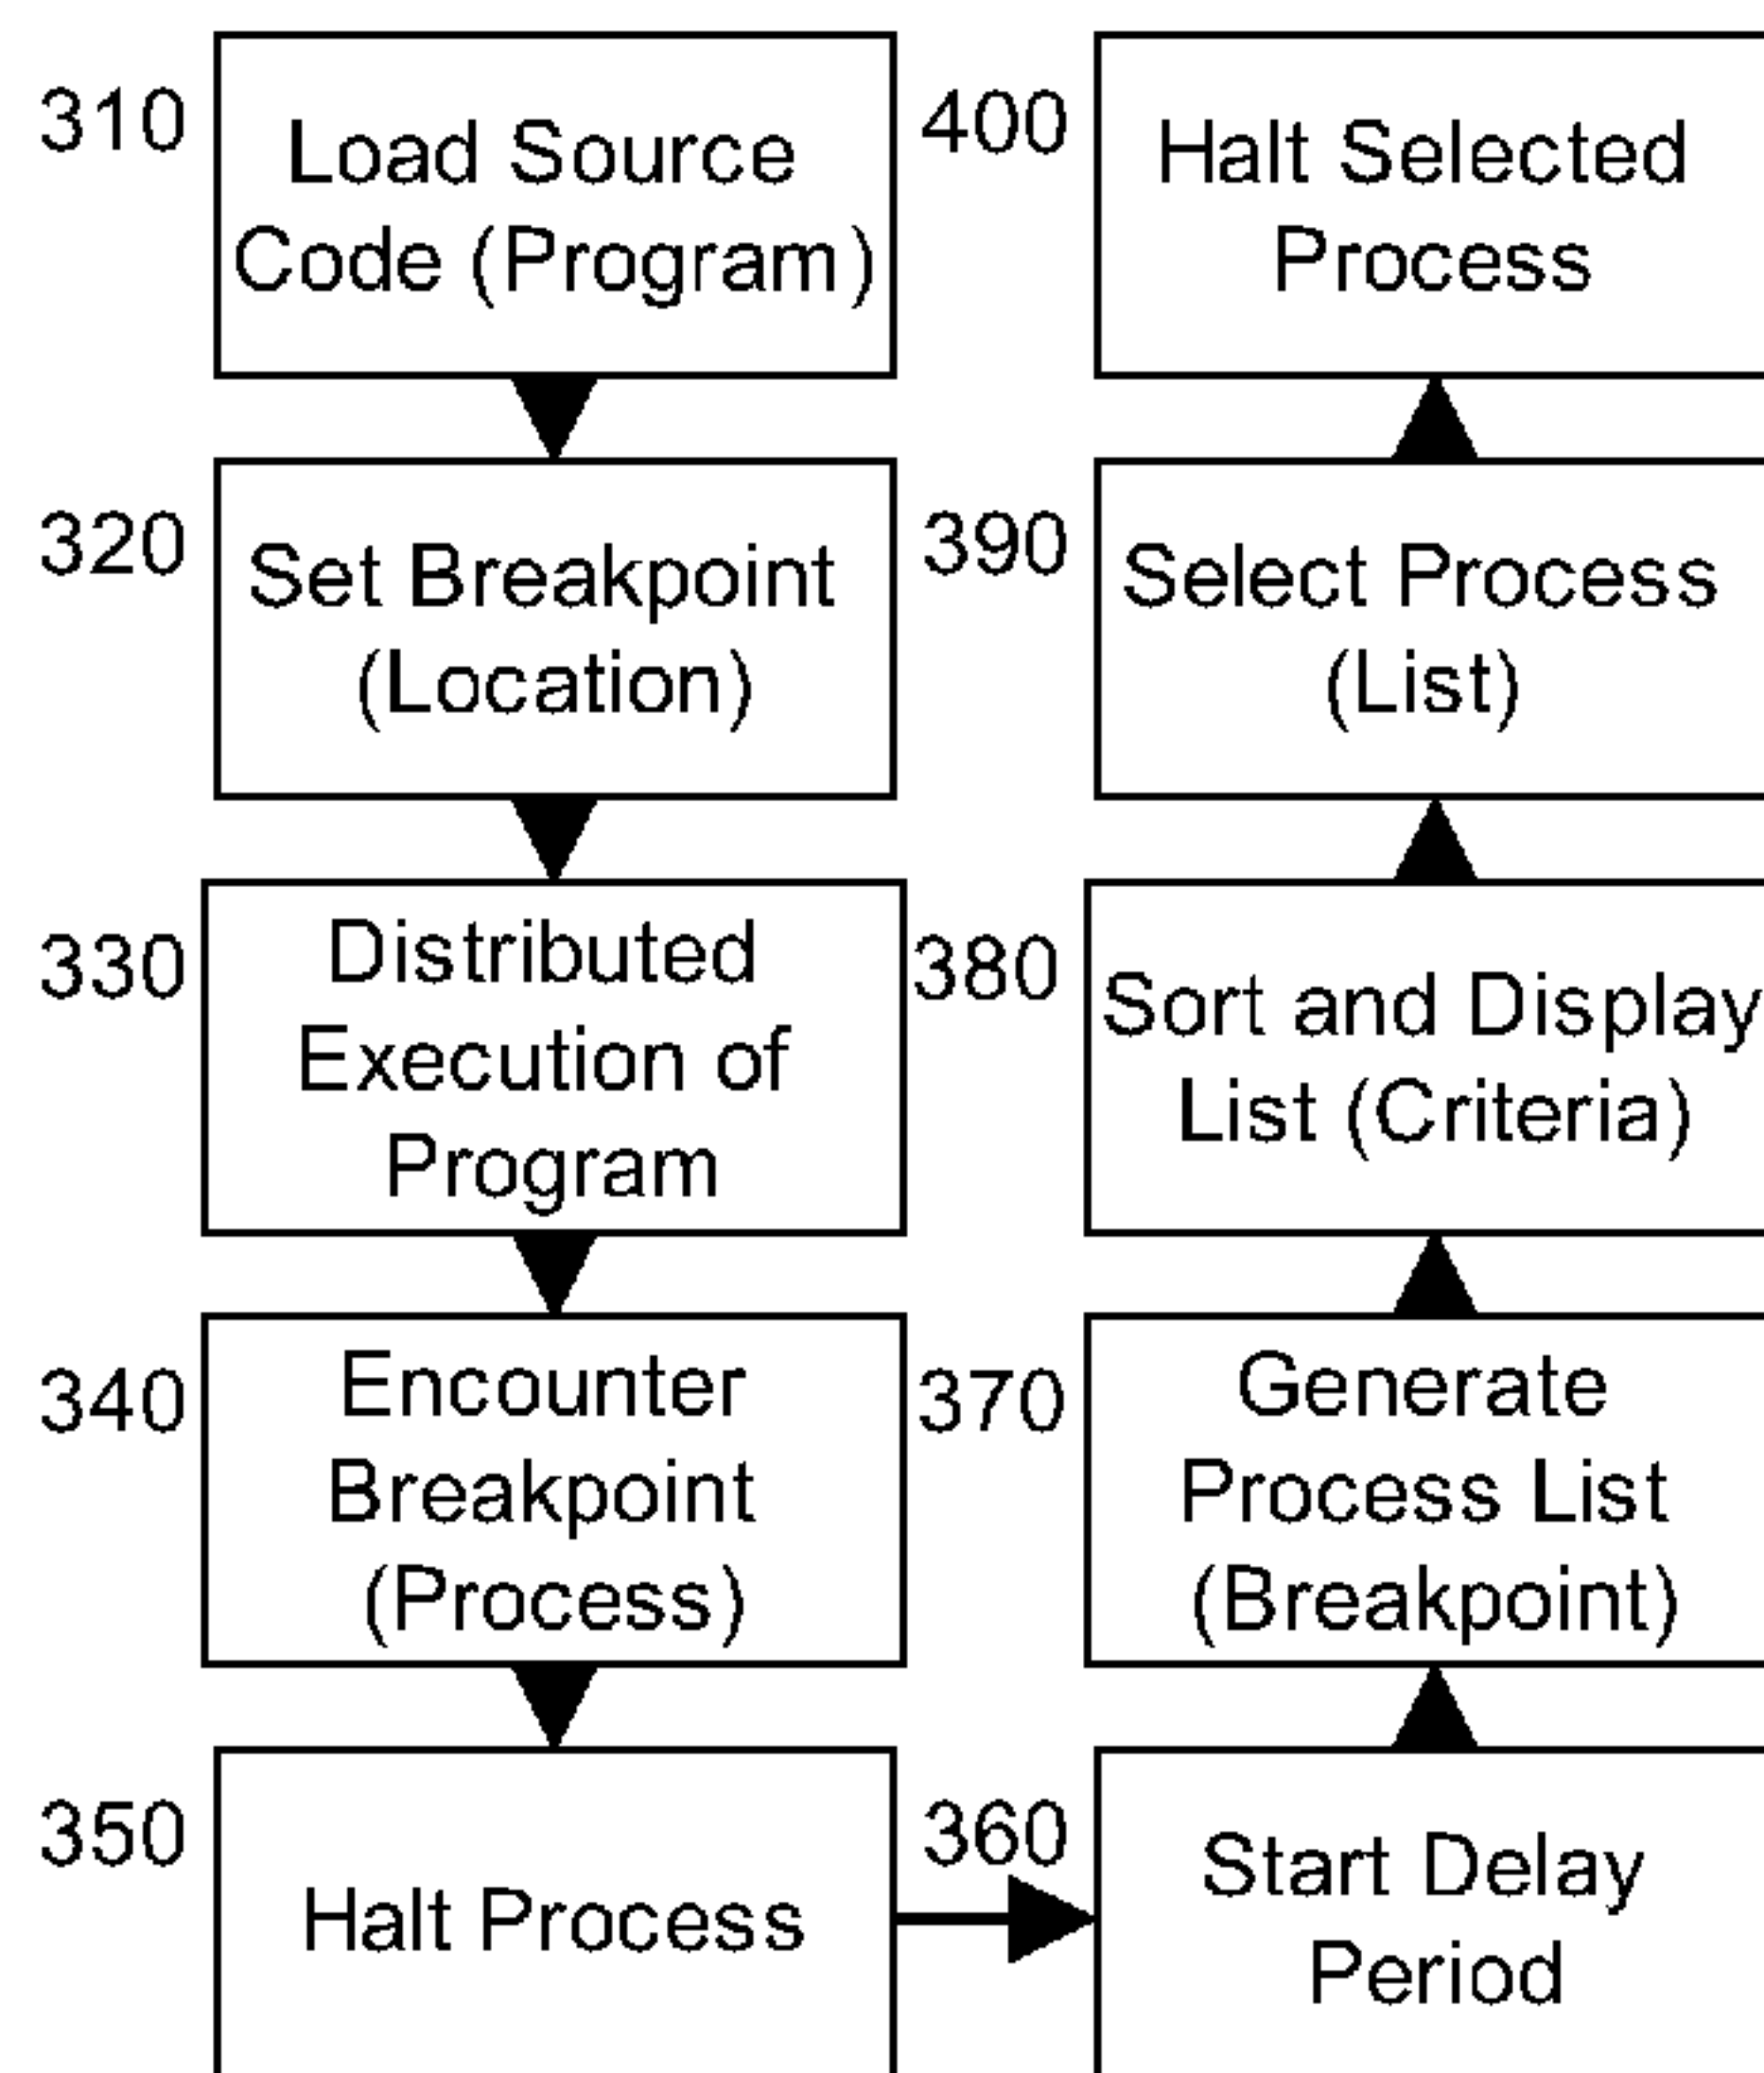 310
Load Source
Code (Program)
320
Set Breakpoint
(Location)
330
Distributed
Execution of
Program
340
Encounter
Breakpoint
(Process)
350
Halt Process
360
Start Delay
Period
370
Generate
Process List
(Breakpoint)
380
Sort and Display
List (Criteria)
390
Select Process
(List)
400
Halt Selected
Process